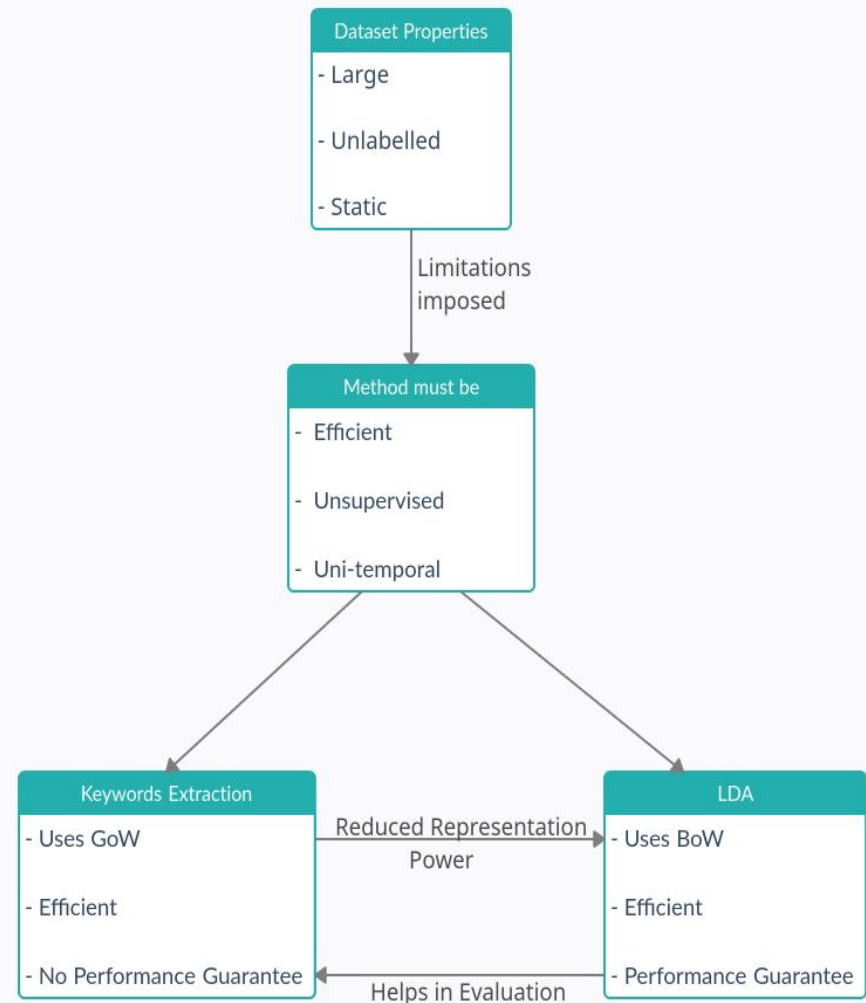 Dataset Properties
- Large
- Unlabelled
- Static
Limitations
imposed
Method must be
- Efficient
- Unsupervised
- Uni-temporal
Keywords Extraction
- Uses GoW
- Efficient
- No Performance Guarantee
Reduced Representation
Power
Helps in Evaluation
LDA
- Uses BoW
- Efficient
- Performance Guarantee